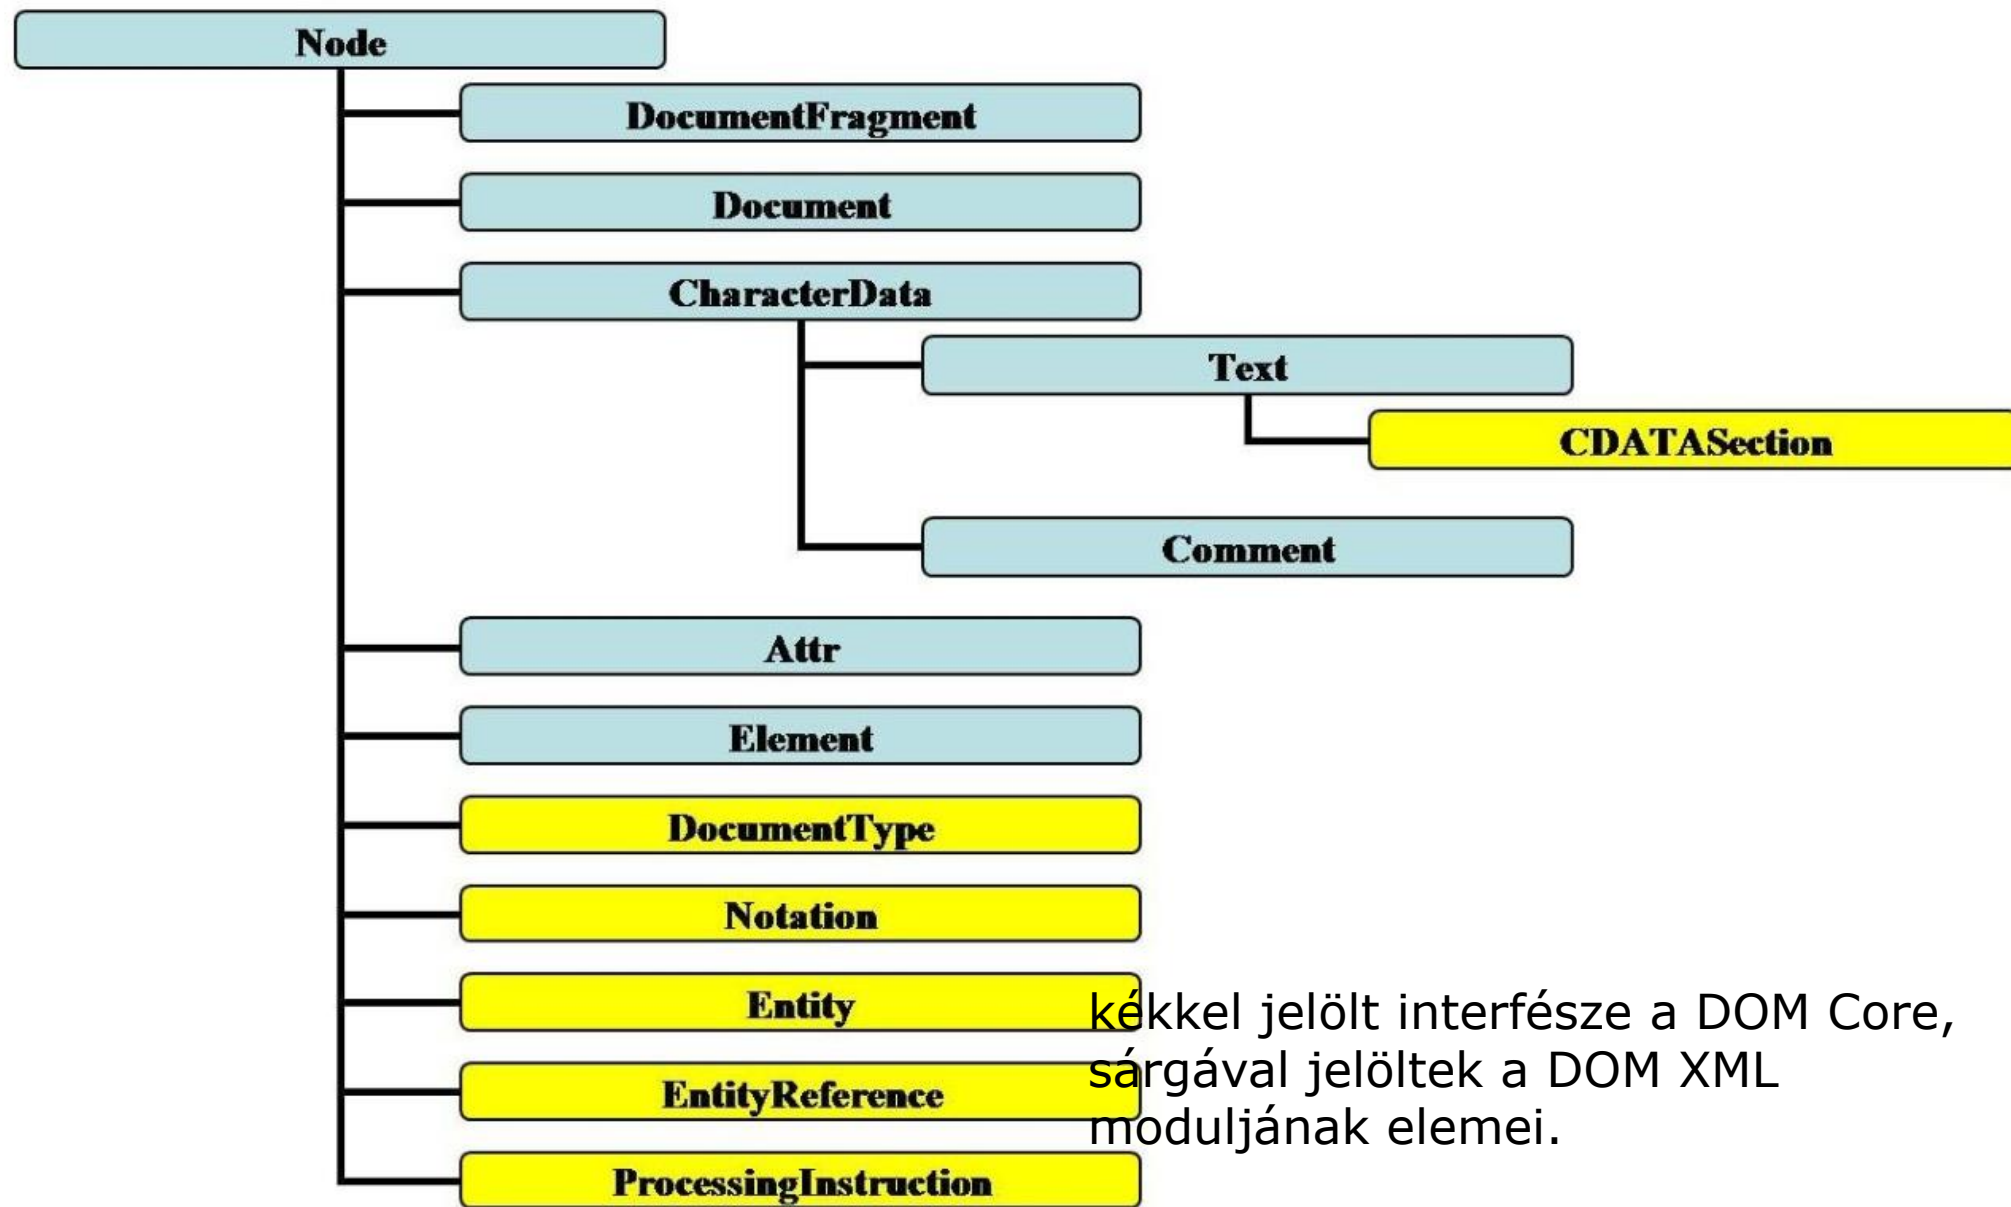 Node
DocumentFragment
Document
CharacterData
Text
CDATASection
Comment
Attr
Element
DocumentType
Notation
Entity
EntityReference
ProcessingInstruction
kékkel jelölt interfésze a DOM Core,
sárgával jelöltek a DOM XML
moduljának elemei.